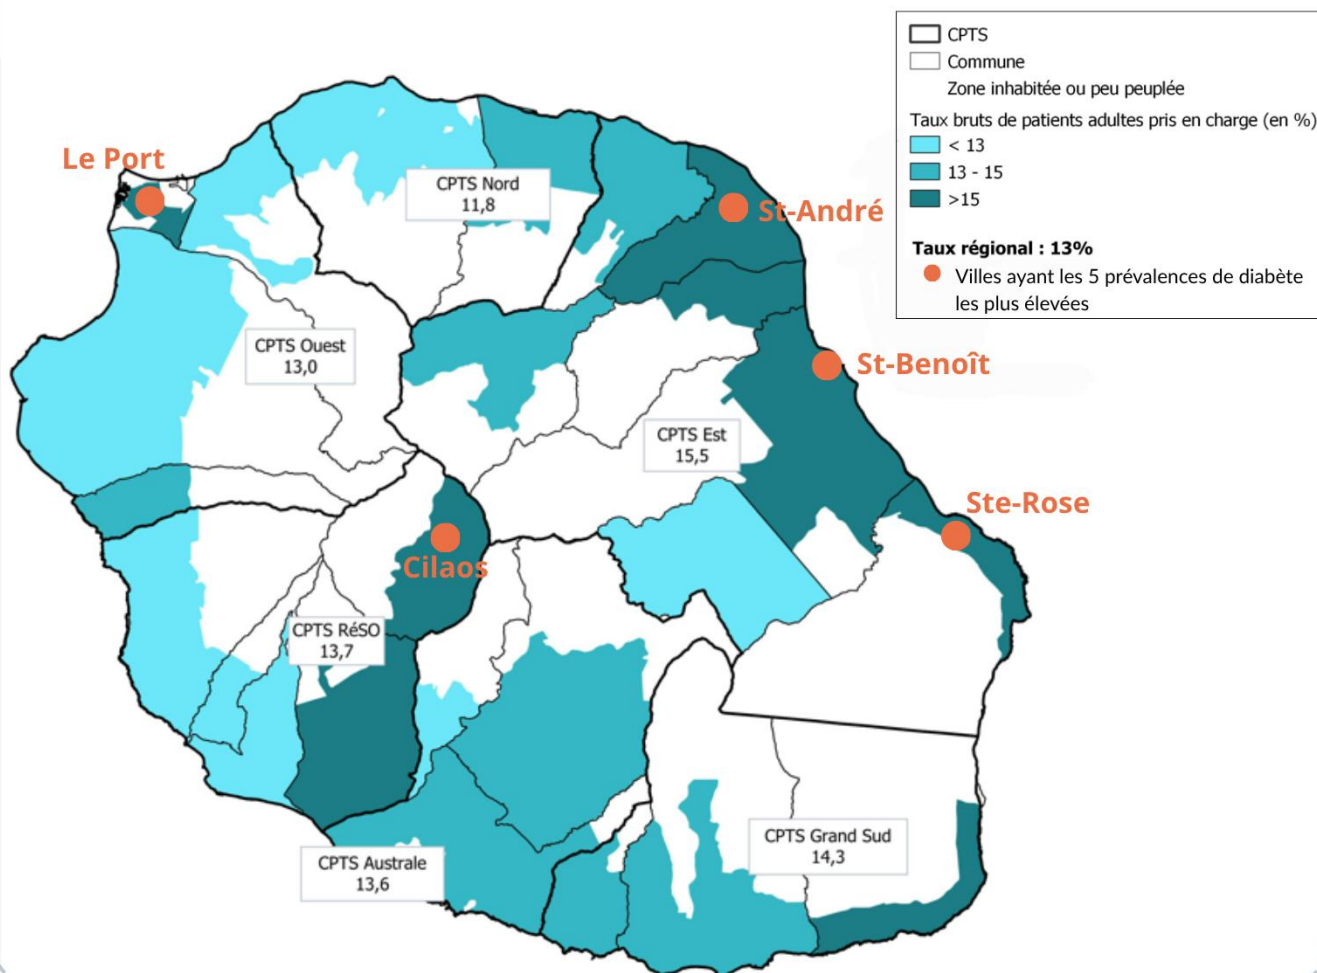 CPTS
Commune
Zone inhabitée ou peu peuplée
Taux bruts de patients adultes pris en charge (en %)
< 13
13 - 15
>15
Taux régional : 13%
Villes ayant les 5 prévalences de diabète
les plus élevées
Le Port
CPTS Nord
11,8
St-André
CPTS Ouest
13,0
St-Benoît
CPTS Est
15,5
Ste-Rose
Cilaos
CPTS RéSO
13,7
CPTS Grand Sud
14,3
CPTS Australe
13,6